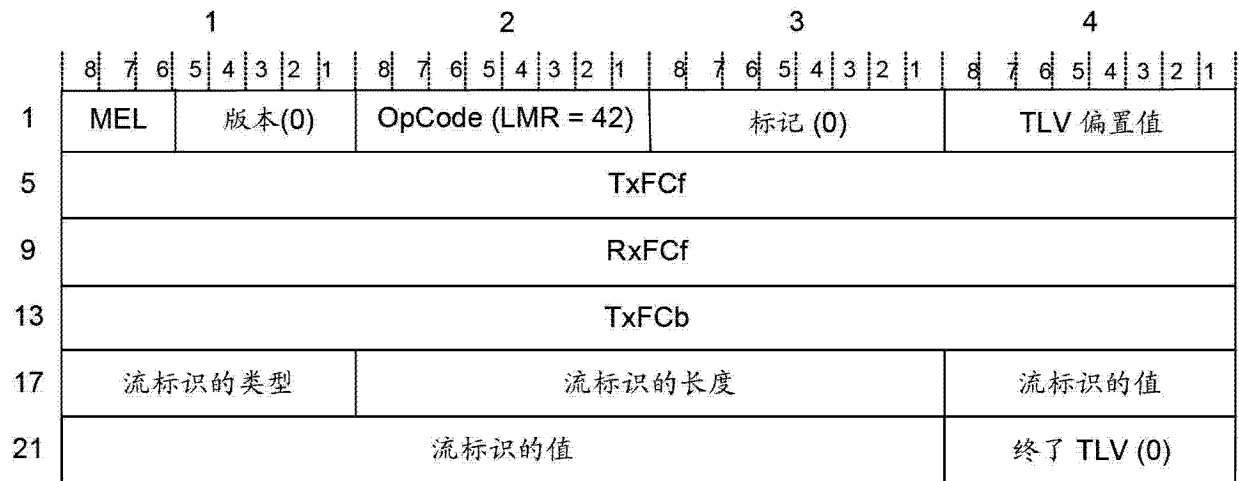 1 2 3 4
8 7 6 5 4 3 2 1 8 7 6 5 4 3 2 1 8 7 6 5 4 3 2 1 8 7 6 5 4 3 2 1
1 MEL 版本(0) OpCode (LMR = 42) 标记 (0) TLV 偏置值
5 TxFCf
9 RxFCf
13 TxFCb
17 流标识的类型 流标识的长度 流标识的值
21 流标识的值 终了 TLV (0)